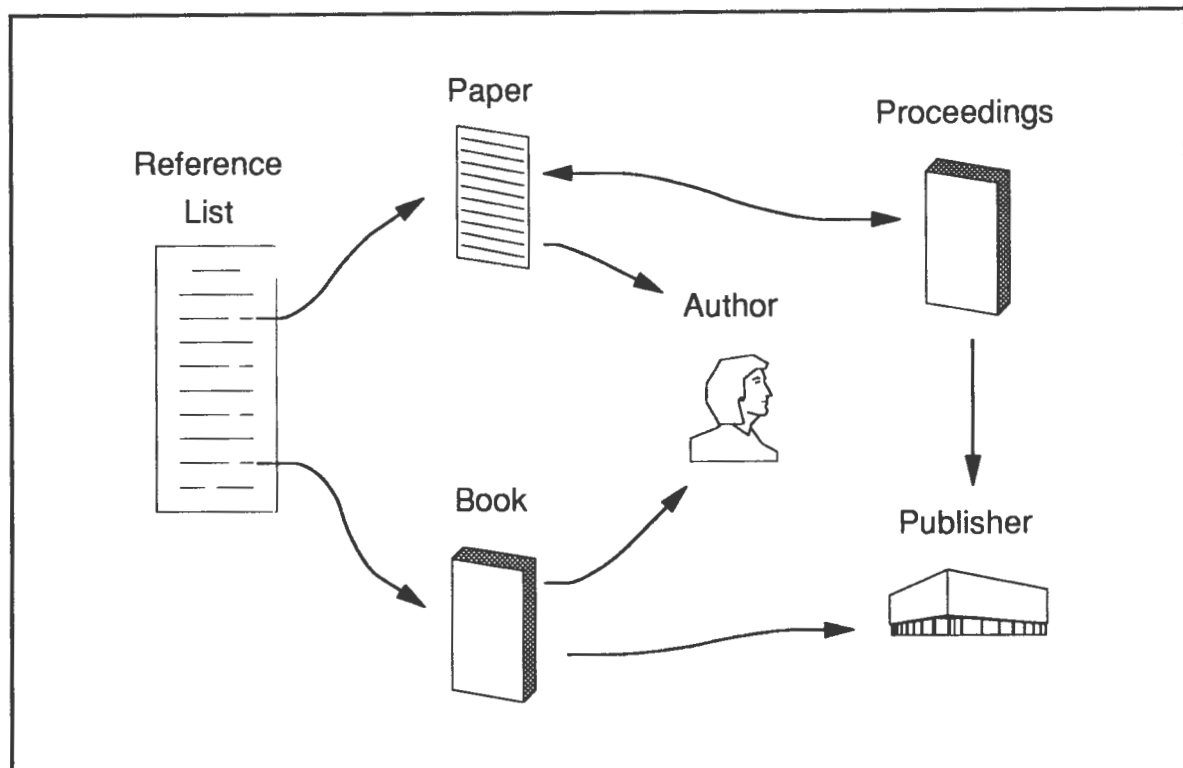 Paper
Proceedings
Reference
List
Author
Book
Publisher